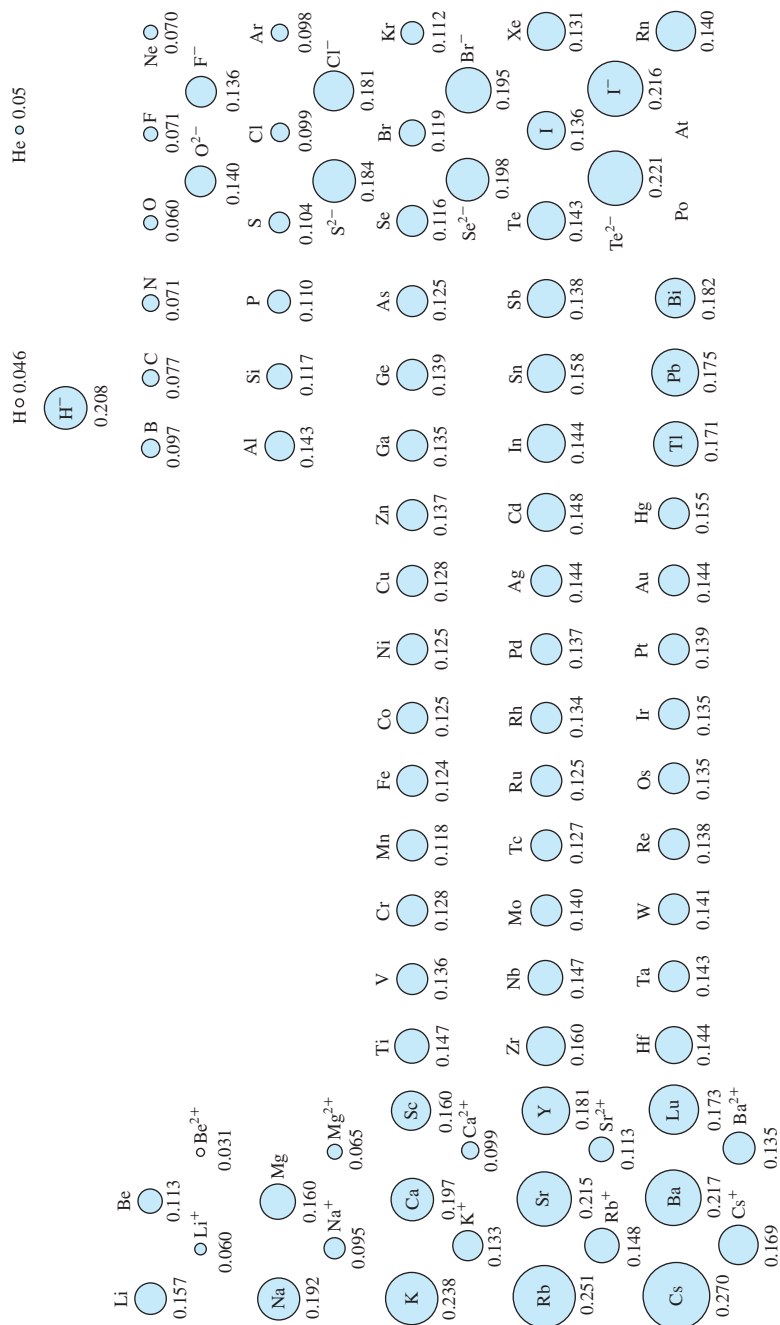 H 0.046 He 0.05
H⁻
0.208
Li Be B C N O F Ne
0.157 0.113 0.097 0.077 0.071 0.060 0.071 0.070
Li⁺ Be²⁺ O²⁻ F⁻
0.060 0.031 0.140 0.136
Na Mg Al Si P S Cl Ar
0.192 0.160 0.143 0.117 0.110 0.104 0.099 0.098
Na⁺ Mg²⁺ S²⁻ Cl⁻
0.095 0.065 0.184 0.181
K Ca Sc Ti V Cr Mn Fe Co Ni Cu Zn Ga Ge As Se Br Kr
0.238 0.197 0.160 0.147 0.136 0.128 0.118 0.124 0.125 0.125 0.128 0.137 0.135 0.139 0.125 0.116 0.119 0.112
K⁺ Ca²⁺ Se²⁻ Br⁻
0.133 0.099 0.198 0.195
Rb Sr Y Zr Nb Mo Tc Ru Rh Pd Ag Cd In Sn Sb Te I Xe
0.251 0.215 0.181 0.160 0.147 0.140 0.127 0.125 0.134 0.137 0.144 0.148 0.144 0.158 0.138 0.143 0.136 0.131
Rb⁺ Sr²⁺ Te²⁻ I⁻
0.148 0.113 0.221 0.216
Cs Ba Lu Hf Ta W Re Os Ir Pt Au Hg Tl Pb Bi Po At Rn
0.270 0.217 0.173 0.144 0.143 0.141 0.138 0.135 0.135 0.139 0.144 0.155 0.171 0.175 0.182 0.140
Cs⁺ Ba²⁺
0.169 0.135